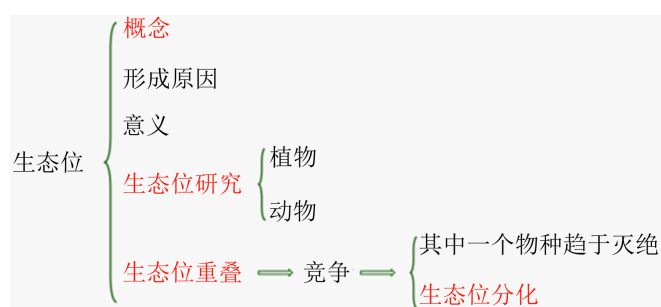 概念
形成原因
意义
生态位
生态位研究
植物
动物
生态位重叠 竞争
其中一个物种趋于灭绝
生态位分化